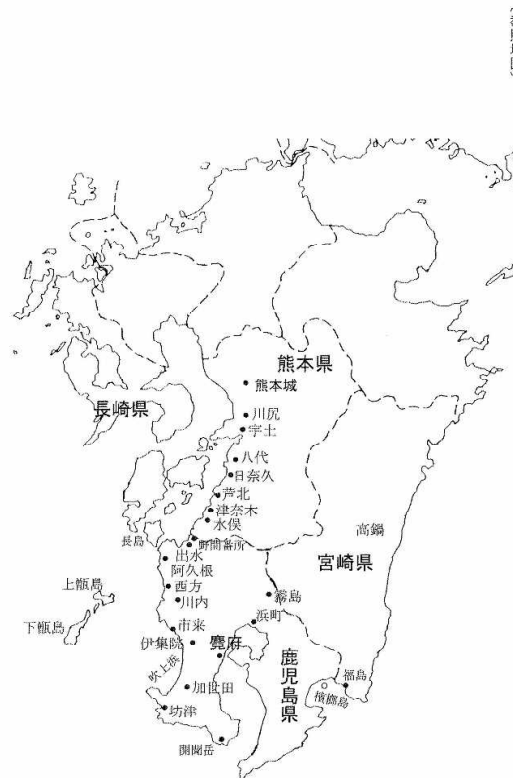 熊本県
熊本城
長崎県
川尻
宇土
八代
日奈久
芦北
津奈木
水俣
長島
野間番所
出水
阿久根
高鍋
宮崎県
西方
川内
霧島
上甑島
下甑島
浜町
市来
伊集院
麑府
鹿児島県
吹上浜
加世田
福島
檳榔島
坊津
開聞岳